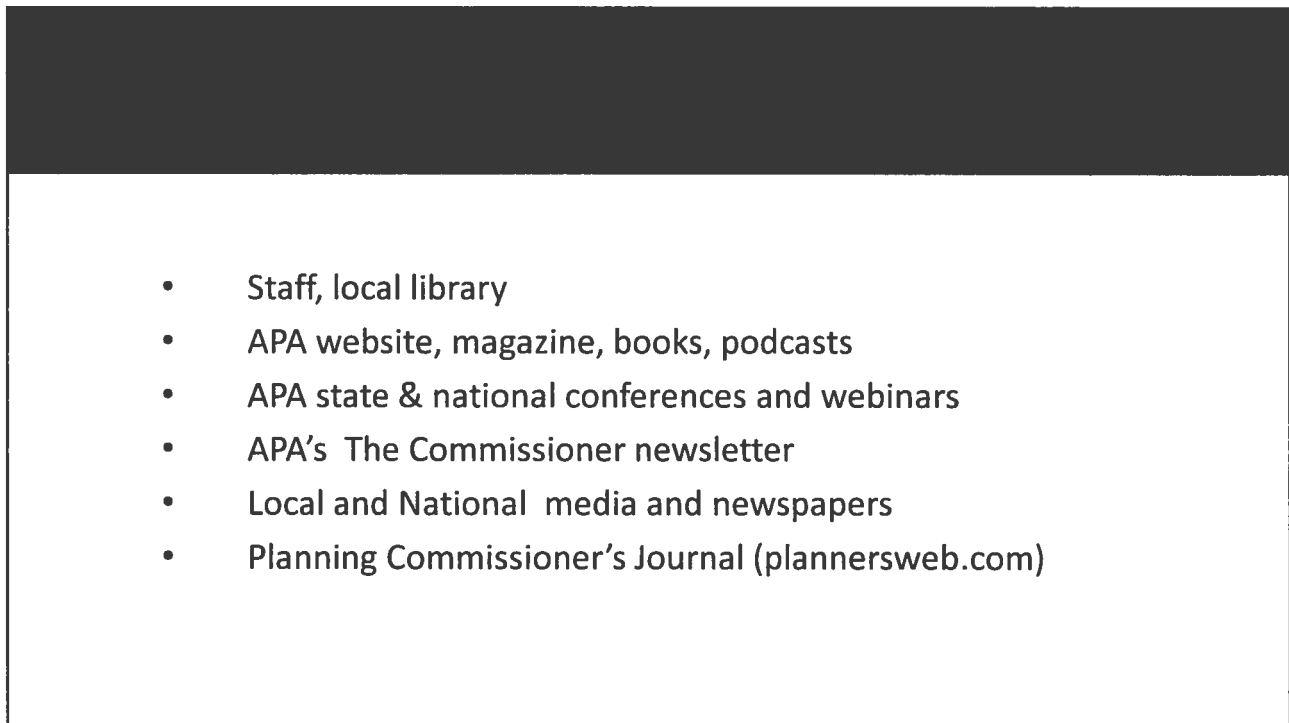 • Staff, local library
• APA website, magazine, books, podcasts
• APA state & national conferences and webinars
• APA’s  The Commissioner newsletter
• Local and National  media and newspapers
• Planning Commissioner’s Journal (plannersweb.com)